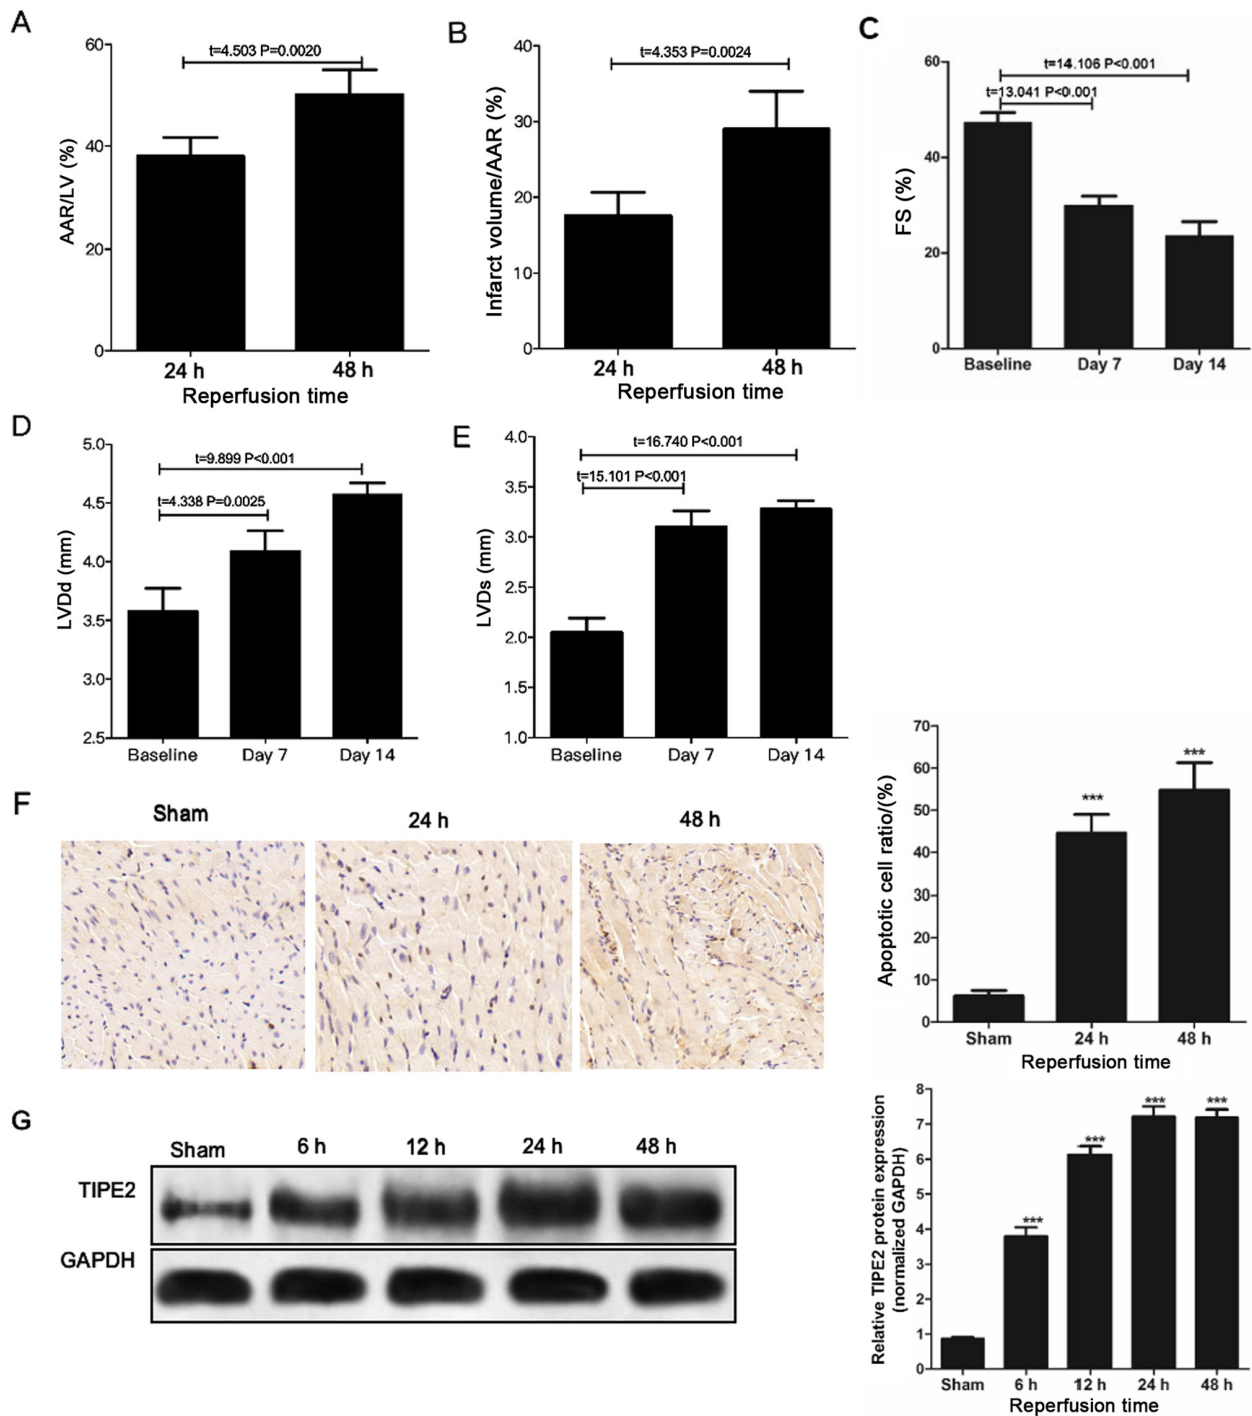 A
60
40
20
0
AAR/LV (%)
t=4.503 P=0.0020
24 h
48 h
Reperfusion time
B
40
30
20
10
0
Infarct volume/AAR (%)
t=4.353 P=0.0024
24 h
48 h
Reperfusion time
C
60
40
20
0
FS (%)
t=14.106 P<0.001
t=13.041 P<0.001
Baseline
Day 7
Day 14
D
5.0
4.5
4.0
3.5
3.0
2.5
LVDd (mm)
t=9.899 P<0.001
t=4.338 P=0.0025
Baseline
Day 7
Day 14
E
4.0
3.5
3.0
2.5
2.0
1.5
1.0
LVDs (mm)
t=16.740 P<0.001
t=15.101 P<0.001
Baseline
Day 7
Day 14
F
Sham
24 h
48 h
70
60
50
40
30
20
10
0
Apoptotic cell ratio/(%)
***
***
Sham
24 h
48 h
Reperfusion time
G
Sham
6 h
12 h
24 h
48 h
TIPE2
GAPDH
8
7
6
5
4
3
2
1
0
Relative TIPE2 protein expression
(normalized GAPDH)
***
***
***
***
Sham
6 h
12 h
24 h
48 h
Reperfusion time